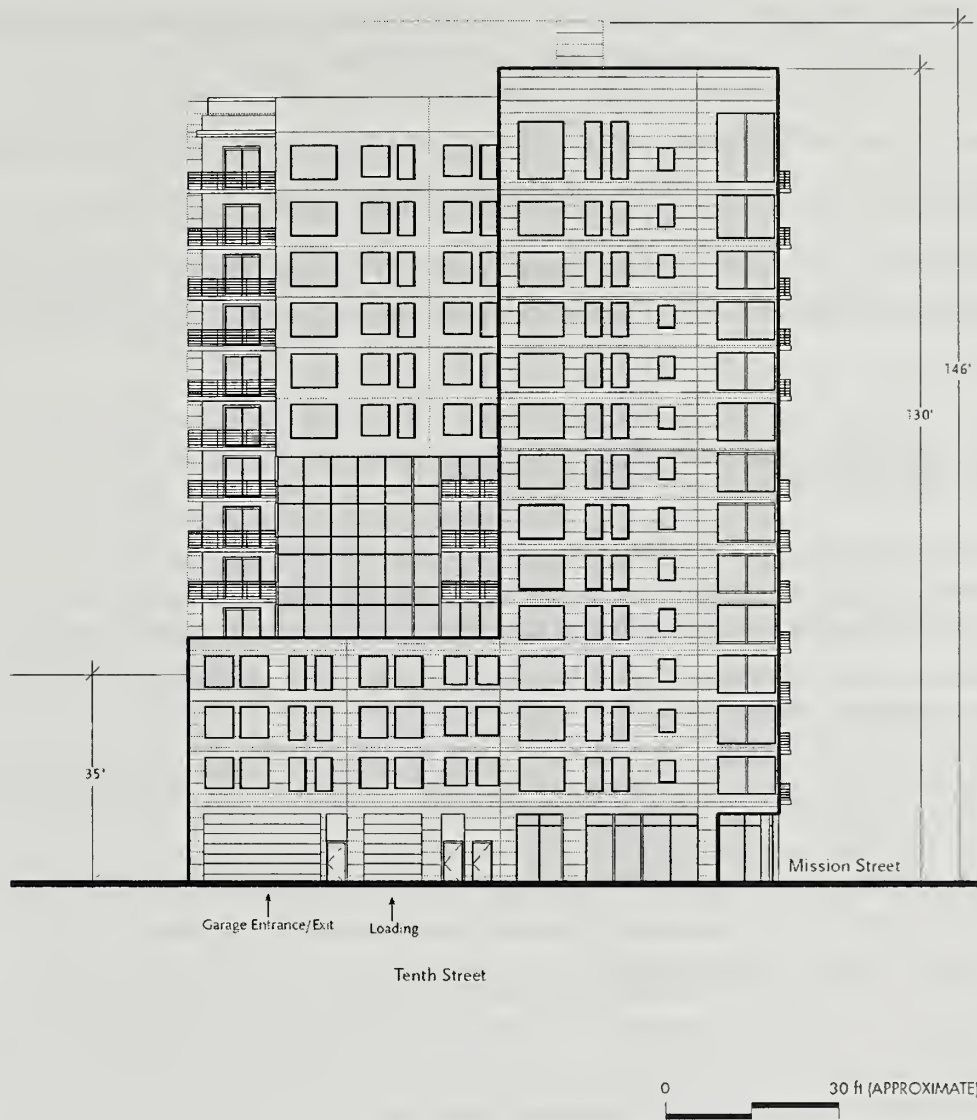 146'
130'
35'
Mission Street
Garage Entrance/Exit
Loading
Tenth Street
0
30 ft (APPROXIMATE)